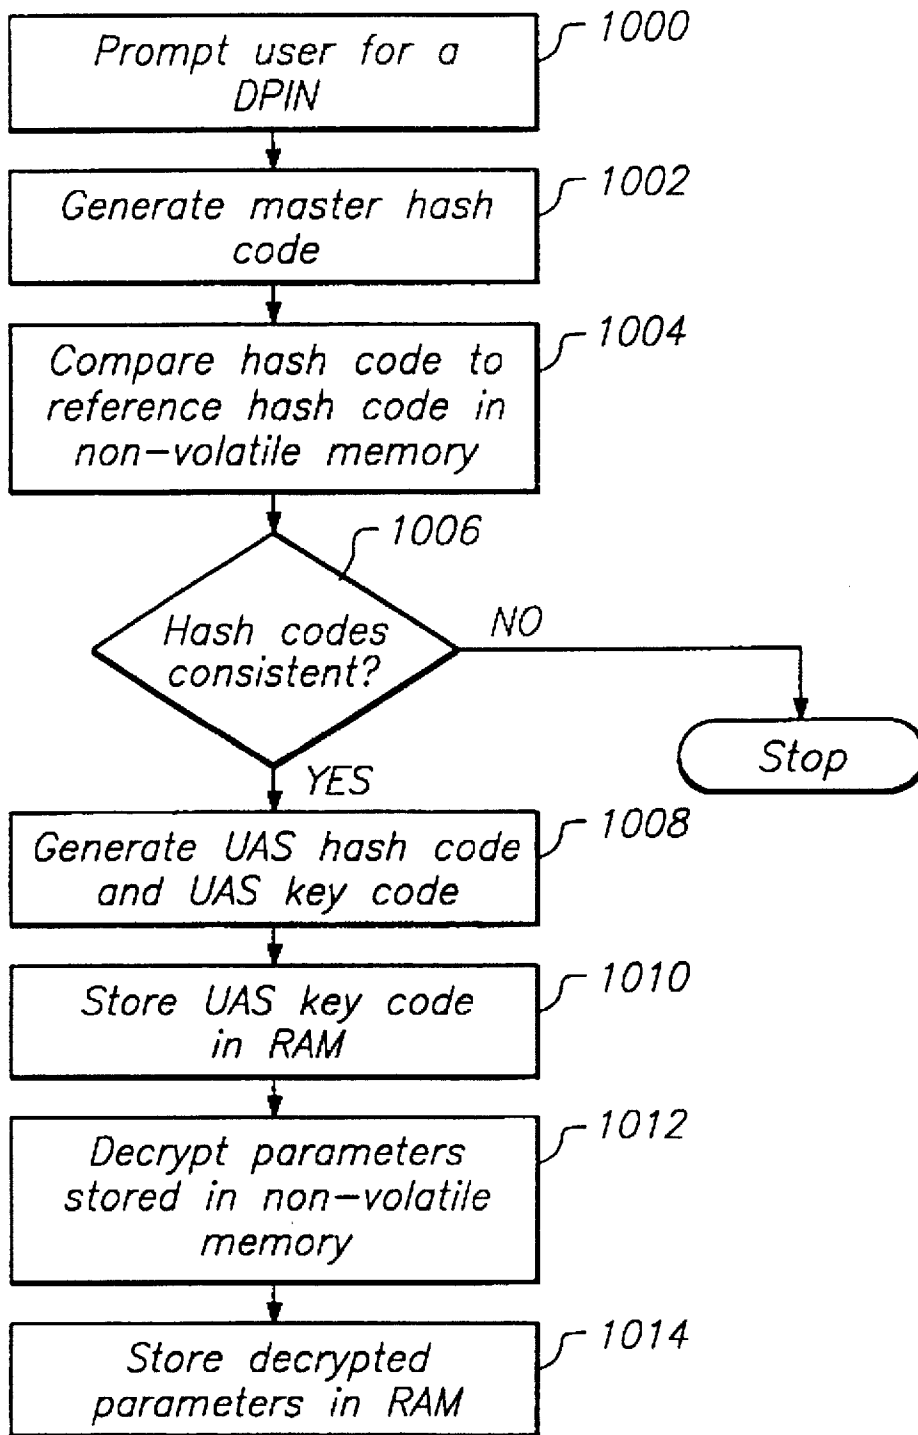 1000
Prompt user for a
DPIN
1002
Generate master hash
code
1004
Compare hash code to
reference hash code in
non-volatile memory
1006
Hash codes
consistent?
NO
Stop
YES
1008
Generate UAS hash code
and UAS key code
1010
Store UAS key code
in RAM
1012
Decrypt parameters
stored in non-volatile
memory
1014
Store decrypted
parameters in RAM